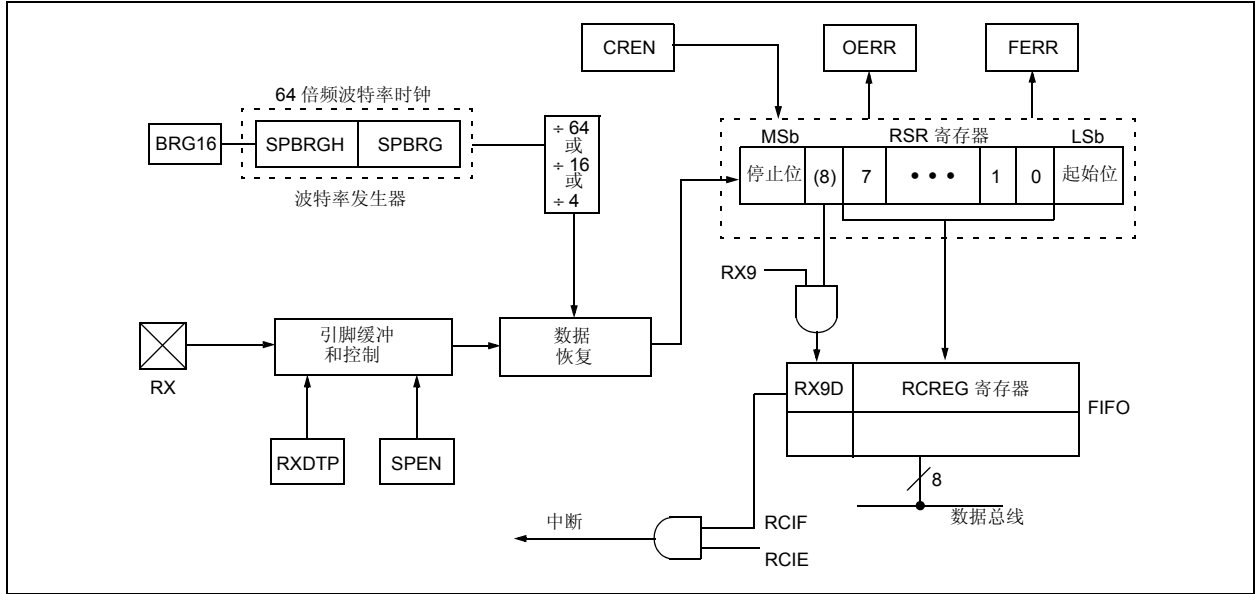 CREN
OERR
FERR
64 倍频波特率时钟
BRG16
SPBRGH
SPBRG
波特率发生器
÷ 64
或
÷ 16
或
÷ 4
MSb
RSR 寄存器
LSb
停止位
(8)
7
• • •
1
0
起始位
RX9
RX
引脚缓冲
和控制
数据
恢复
RXDTP
SPEN
RX9D
RCREG 寄存器
FIFO
8
数据总线
中断
RCIF
RCIE